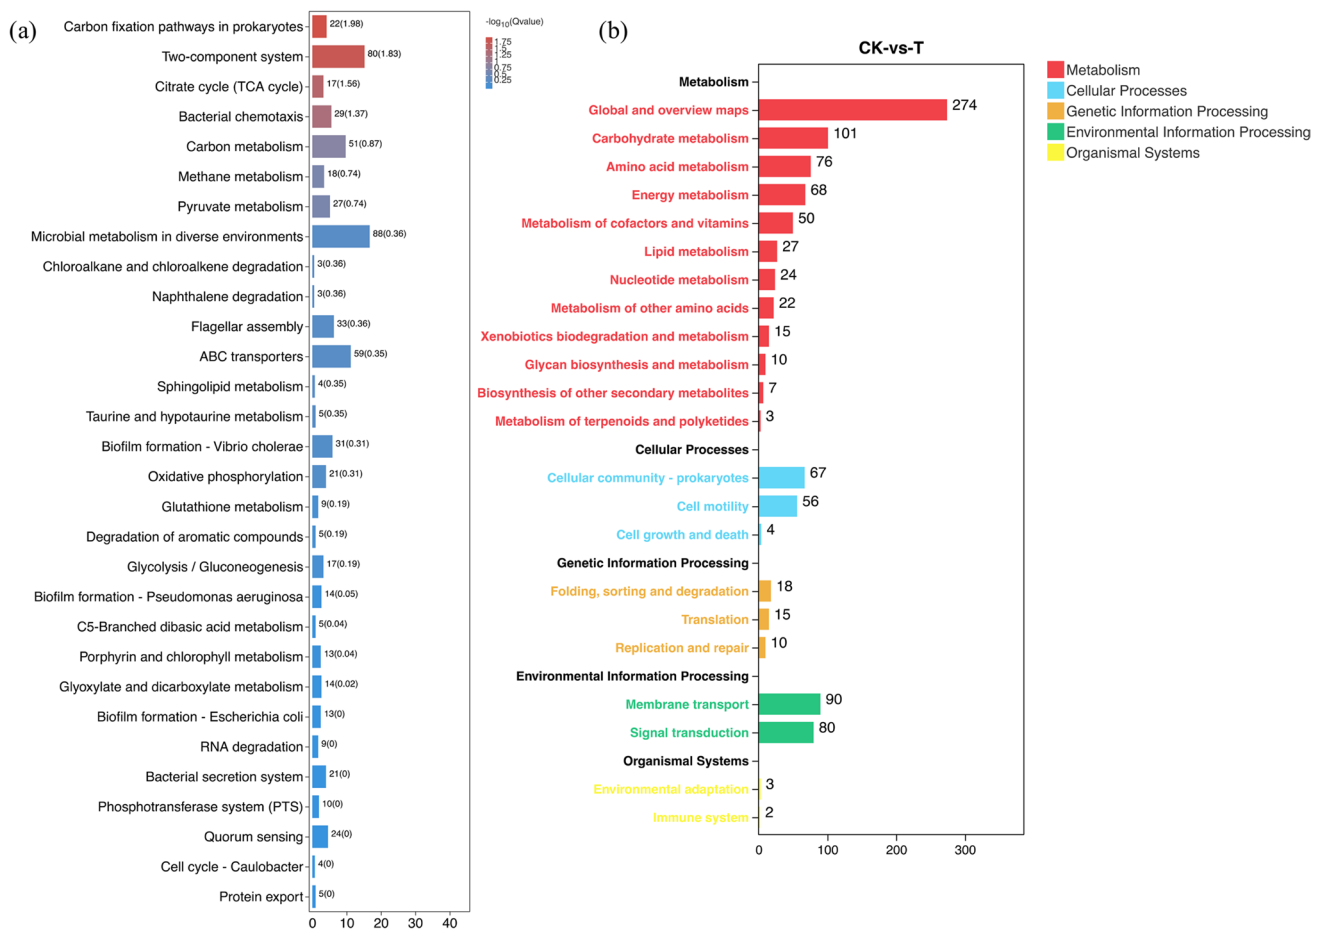 (a)
Carbon fixation pathways in prokaryotes 22(1.98)
Two-component system 80(1.83)
Citrate cycle (TCA cycle) 17(1.56)
Bacterial chemotaxis 29(1.37)
Carbon metabolism 51(0.87)
Methane metabolism 18(0.74)
Pyruvate metabolism 27(0.74)
Microbial metabolism in diverse environments 88(0.36)
Chloroalkane and chloroalkene degradation 3(0.36)
Naphthalene degradation 3(0.36)
Flagellar assembly 33(0.36)
ABC transporters 59(0.35)
Sphingolipid metabolism 4(0.35)
Taurine and hypotaurine metabolism 5(0.35)
Biofilm formation - Vibrio cholerae 31(0.31)
Oxidative phosphorylation 21(0.31)
Glutathione metabolism 9(0.19)
Degradation of aromatic compounds 5(0.19)
Glycolysis / Gluconeogenesis 17(0.19)
Biofilm formation - Pseudomonas aeruginosa 14(0.05)
C5-Branched dibasic acid metabolism 5(0.04)
Porphyrin and chlorophyll metabolism 13(0.04)
Glyoxylate and dicarboxylate metabolism 14(0.02)
Biofilm formation - Escherichia coli 13(0)
RNA degradation 9(0)
Bacterial secretion system 21(0)
Phosphotransferase system (PTS) 10(0)
Quorum sensing 24(0)
Cell cycle - Caulobacter 4(0)
Protein export 5(0)
0 10 20 30 40
-log10(Qvalue)
1.75
1.5
1.25
1
0.75
0.5
0.25
(b)
CK-vs-T
Metabolism
Global and overview maps 274
Carbohydrate metabolism 101
Amino acid metabolism 76
Energy metabolism 68
Metabolism of cofactors and vitamins 50
Lipid metabolism 27
Nucleotide metabolism 24
Metabolism of other amino acids 22
Xenobiotics biodegradation and metabolism 15
Glycan biosynthesis and metabolism 10
Biosynthesis of other secondary metabolites 7
Metabolism of terpenoids and polyketides 3
Cellular Processes
Cellular community - prokaryotes 67
Cell motility 56
Cell growth and death 4
Genetic Information Processing
Folding, sorting and degradation 18
Translation 15
Replication and repair 10
Environmental Information Processing
Membrane transport 90
Signal transduction 80
Organismal Systems
Environmental adaptation 3
Immune system 2
0 100 200 300
Metabolism
Cellular Processes
Genetic Information Processing
Environmental Information Processing
Organismal Systems